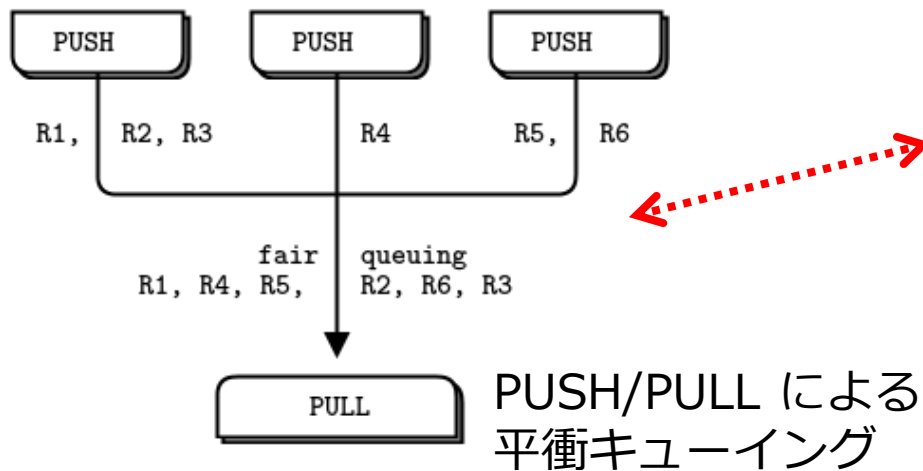 PUSH PUSH PUSH
R1, R2, R3 R4 R5, R6
fair queuing
R1, R4, R5, R2, R6, R3
PULL
PUSH/PULL による
平衡キューイング